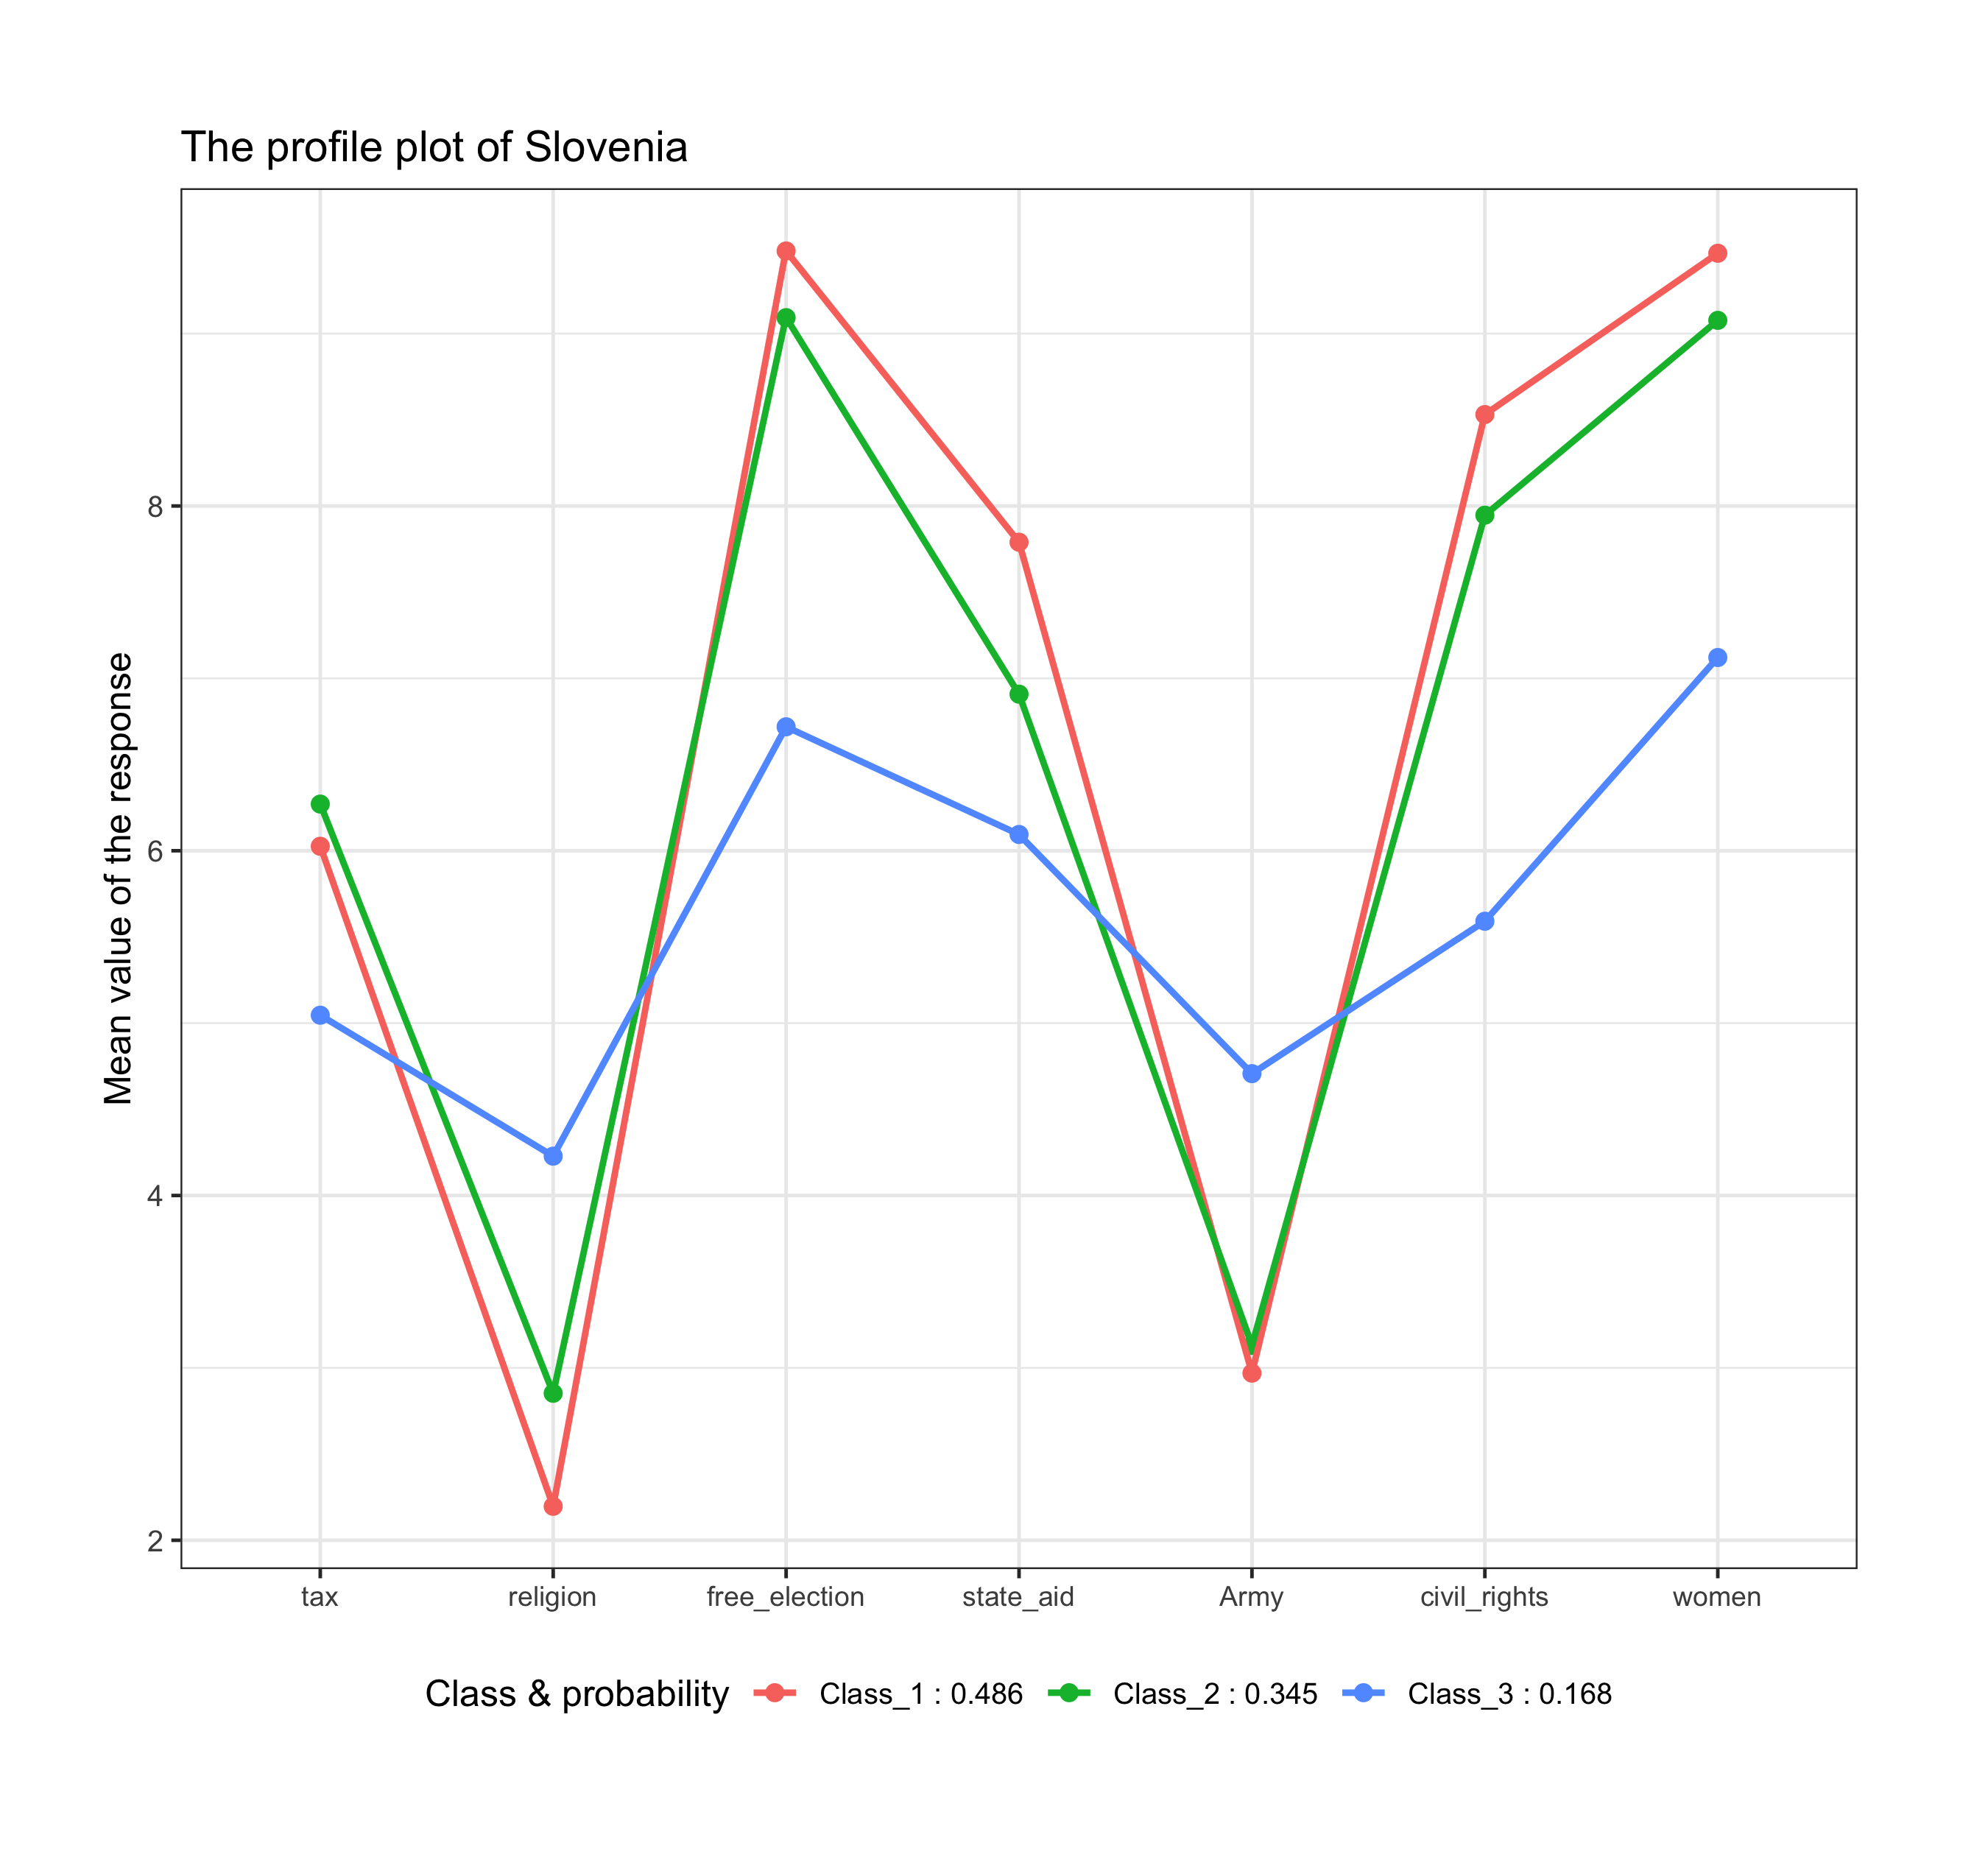 The profile plot of Slovenia
Mean value of the response
8
6
4
2
tax religion free_election state_aid Army civil_rights women
Class & probability Class_1 : 0.486 Class_2 : 0.345 Class_3 : 0.168